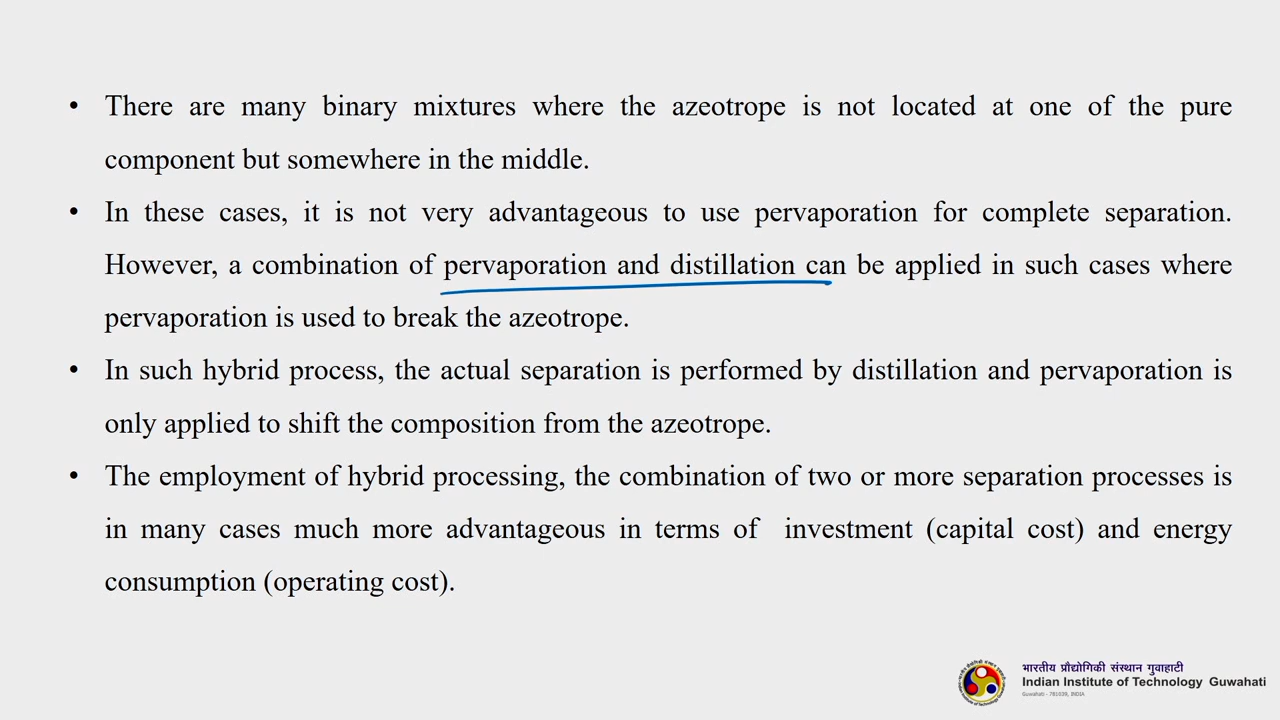 • There are many binary mixtures where the azeotrope is not located at one of the pure
component but somewhere in the middle.
• In these cases, it is not very advantageous to use pervaporation for complete separation.
However, a combination of pervaporation and distillation can be applied in such cases where
pervaporation is used to break the azeotrope.
• In such hybrid process, the actual separation is performed by distillation and pervaporation is
only applied to shift the composition from the azeotrope.
• The employment of hybrid processing, the combination of two or more separation processes is
in many cases much more advantageous in terms of investment (capital cost) and energy
consumption (operating cost).
भारतीय प्रौद्योगिकी संस्थान गुवाहाटी
Indian Institute of Technology Guwahati
Guwahati - 781039, INDIA